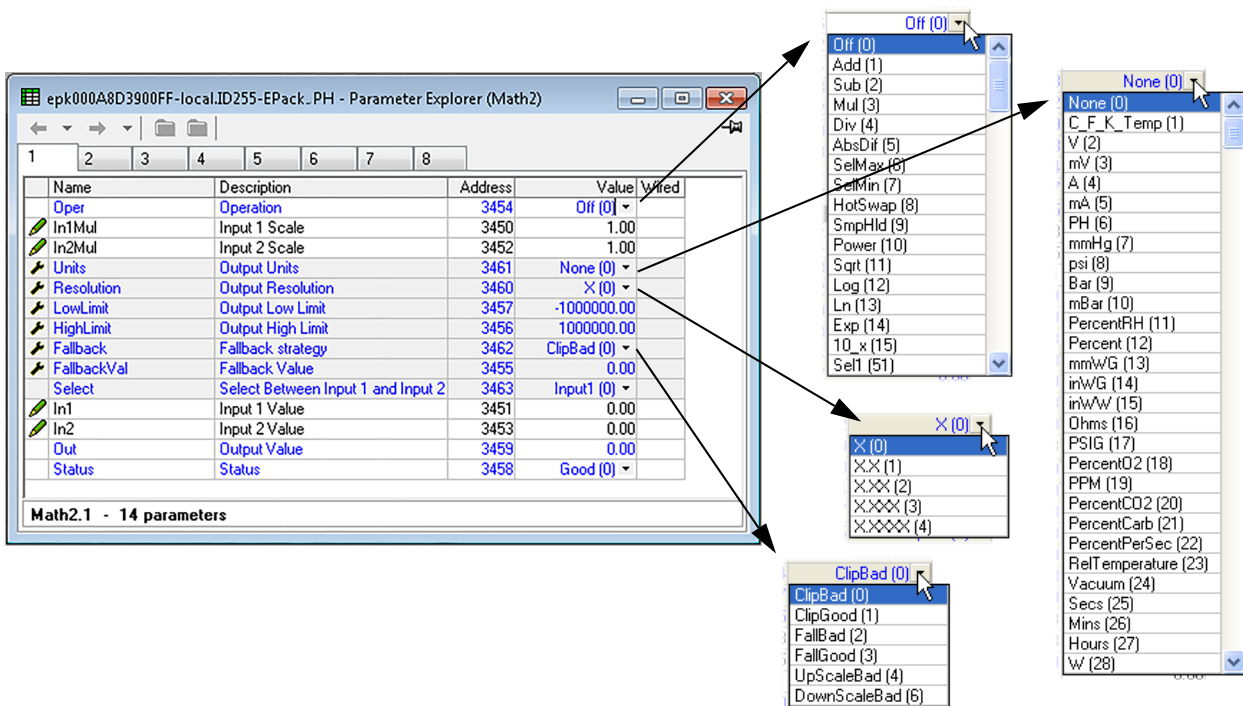 epk000A8D3900FF-local.ID255-EPack_PH - Parameter Explorer (Math2)
1 2 3 4 5 6 7 8
Name Description Address Value Wired
Oper Operation 3454 Off (0)
In1Mul Input 1 Scale 3450 1.00
In2Mul Input 2 Scale 3452 1.00
Units Output Units 3461 None (0)
Resolution Output Resolution 3460 X (0)
LowLimit Output Low Limit 3457 -1000000.00
HighLimit Output High Limit 3456 1000000.00
Fallback Fallback strategy 3462 ClipBad (0)
FallbackVal Fallback Value 3455 0.00
Select Select Between Input 1 and Input 2 3463 Input1 (0)
In1 Input 1 Value 3451 0.00
In2 Input 2 Value 3453 0.00
Out Output Value 3459 0.00
Status Status 3458 Good (0)
Math2.1 - 14 parameters
Off (0)
Off (0)
Add (1)
Sub (2)
Mul (3)
Div (4)
AbsDif (5)
SelMax (6)
SelMin (7)
HotSwap (8)
SmpHld (9)
Power (10)
Sqrt (11)
Log (12)
Ln (13)
Exp (14)
10_x (15)
Sel1 (51)
X (0)
X (0)
X.X (1)
X.XX (2)
X.XXX (3)
X.XXXX (4)
ClipBad (0)
ClipBad (0)
ClipGood (1)
FallBad (2)
FallGood (3)
UpScaleBad (4)
DownScaleBad (6)
None (0)
None (0)
C_F_K_Temp (1)
V (2)
mV (3)
A (4)
mA (5)
PH (6)
mmHg (7)
psi (8)
Bar (9)
mBar (10)
PercentRH (11)
Percent (12)
mmWG (13)
inWG (14)
inWW (15)
Ohms (16)
PSIG (17)
PercentO2 (18)
PPM (19)
PercentCO2 (20)
PercentCarb (21)
PercentPerSec (22)
RelTemperature (23)
Vacuum (24)
Secs (25)
Mins (26)
Hours (27)
W (28)